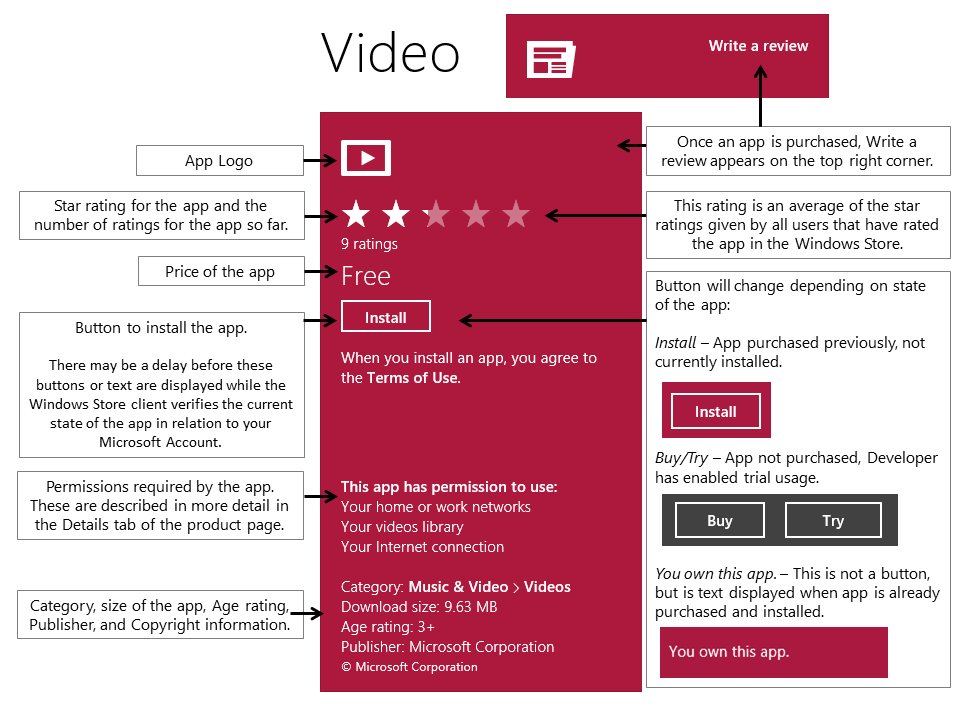 Video
Write a review
App Logo
Once an app is purchased, Write a
review appears on the top right corner.
Star rating for the app and the
number of ratings for the app so far.
This rating is an average of the star
ratings given by all users that have rated
the app in the Windows Store.
9 ratings
Price of the app
Free
Button to install the app.
There may be a delay before these
buttons or text are displayed while the
Windows Store client verifies the current
state of the app in relation to your
Microsoft Account.
Install
When you install an app, you agree to
the Terms of Use.
Button will change depending on state
of the app:
Install – App purchased previously, not
currently installed.
Install
Buy/Try – App not purchased, Developer
has enabled trial usage.
Buy
Try
You own this app. – This is not a button,
but is text displayed when app is already
purchased and installed.
You own this app.
Permissions required by the app.
These are described in more detail in
the Details tab of the product page.
This app has permission to use:
Your home or work networks
Your videos library
Your Internet connection
Category, size of the app, Age rating,
Publisher, and Copyright information.
Category: Music & Video > Videos
Download size: 9.63 MB
Age rating: 3+
Publisher: Microsoft Corporation
© Microsoft Corporation